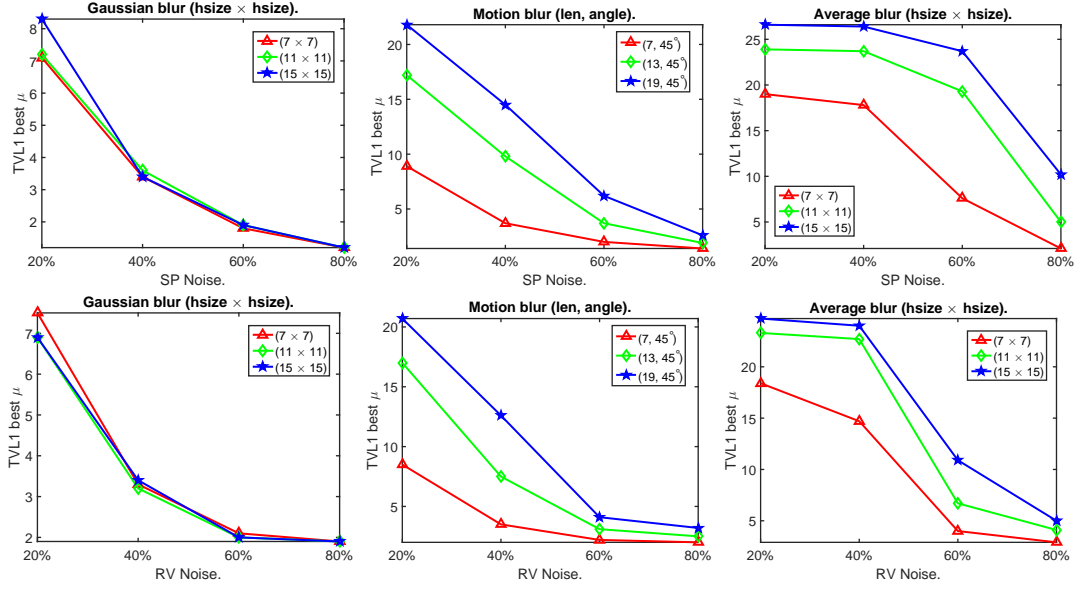 Gaussian blur (hsize × hsize).
TVL1 best μ
8
7
6
5
4
3
2
(7 × 7)
(11 × 11)
(15 × 15)
20%
40%
60%
80%
SP Noise.
Motion blur (len, angle).
TVL1 best μ
20
15
10
5
(7, 45°)
(13, 45°)
(19, 45°)
20%
40%
60%
80%
SP Noise.
Average blur (hsize × hsize).
TVL1 best μ
25
20
15
10
5
(7 × 7)
(11 × 11)
(15 × 15)
20%
40%
60%
80%
SP Noise.
Gaussian blur (hsize × hsize).
TVL1 best μ
7
6
5
4
3
2
(7 × 7)
(11 × 11)
(15 × 15)
20%
40%
60%
80%
RV Noise.
Motion blur (len, angle).
TVL1 best μ
20
15
10
5
(7, 45°)
(13, 45°)
(19, 45°)
20%
40%
60%
80%
RV Noise.
Average blur (hsize × hsize).
TVL1 best μ
20
15
10
5
(7 × 7)
(11 × 11)
(15 × 15)
20%
40%
60%
80%
RV Noise.